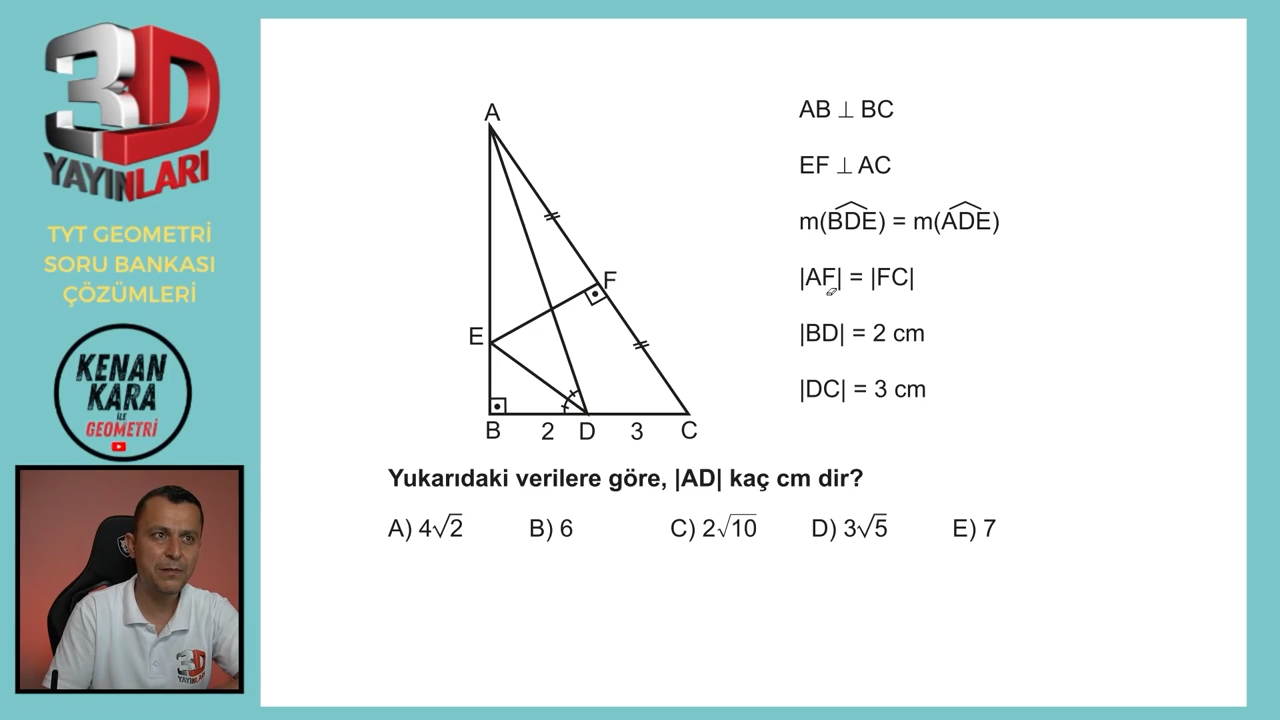 3D
YAYINLARI
TYT GEOMETRİ
SORU BANKASI
ÇÖZÜMLERİ
KENAN
KARA
İLE
GEOMETRİ
3D
YAYINLARI
A
F
E
B 2 D 3 C
AB ⊥ BC
EF ⊥ AC
m(BDE) = m(ADE)
|AF| = |FC|
|BD| = 2 cm
|DC| = 3 cm
Yukarıdaki verilere göre, |AD| kaç cm dir?
A) 4√2 B) 6 C) 2√10 D) 3√5 E) 7